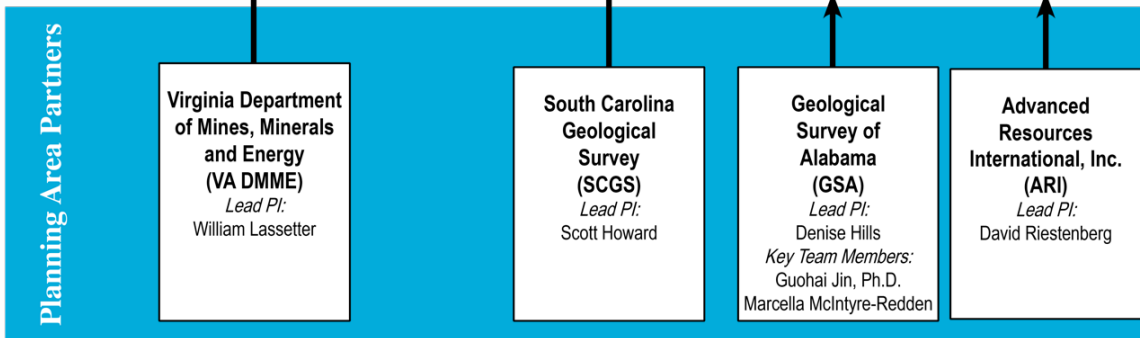 Planning Area Partners
Virginia Department
of Mines, Minerals
and Energy
(VA DMME)
Lead PI:
William Lassetter
South Carolina
Geological
Survey
(SCGS)
Lead PI:
Scott Howard
Geological
Survey of
Alabama
(GSA)
Lead PI:
Denise Hills
Key Team Members:
Guohai Jin, Ph.D.
Marcella McIntyre-Redden
Advanced
Resources
International, Inc.
(ARI)
Lead PI:
David Riestenberg